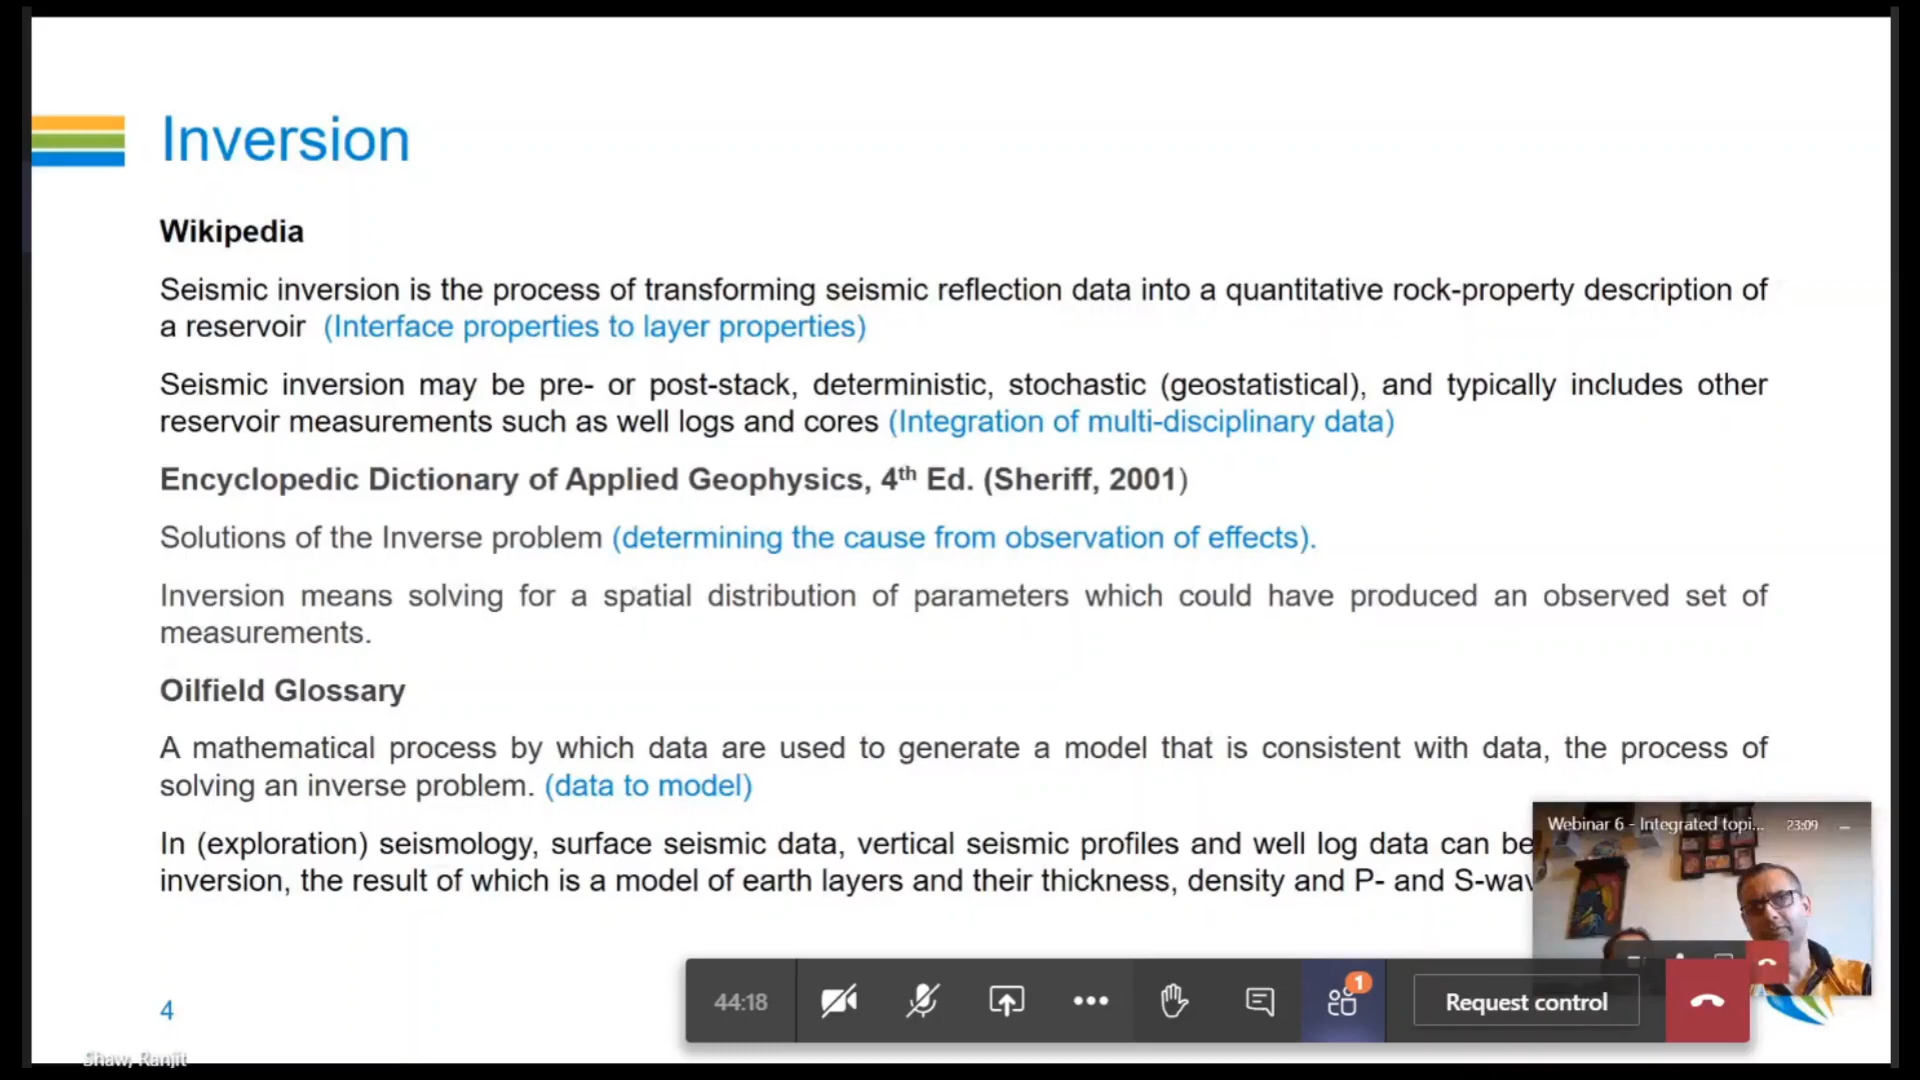 Inversion
Wikipedia
Seismic inversion is the process of transforming seismic reflection data into a quantitative rock-property description of
a reservoir (Interface properties to layer properties)
Seismic inversion may be pre- or post-stack, deterministic, stochastic (geostatistical), and typically includes other
reservoir measurements such as well logs and cores (Integration of multi-disciplinary data)
Encyclopedic Dictionary of Applied Geophysics, 4th Ed. (Sheriff, 2001)
Solutions of the Inverse problem (determining the cause from observation of effects).
Inversion means solving for a spatial distribution of parameters which could have produced an observed set of
measurements.
Oilfield Glossary
A mathematical process by which data are used to generate a model that is consistent with data, the process of
solving an inverse problem. (data to model)
In (exploration) seismology, surface seismic data, vertical seismic profiles and well log data can be
inversion, the result of which is a model of earth layers and their thickness, density and P- and S-wav
Webinar 6 - Integrated topi... 23:09
44:18
1
Request control
4
Shaw, Ranjit